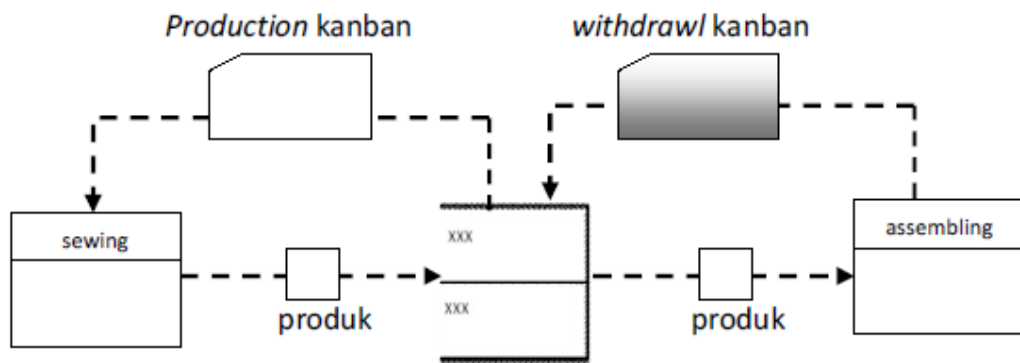 Production kanban
withdrawl kanban
sewing
xxx
assembling
xxx
produk
produk